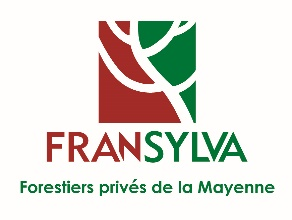 FRANSYLVA
Forestiers privés de la Mayenne